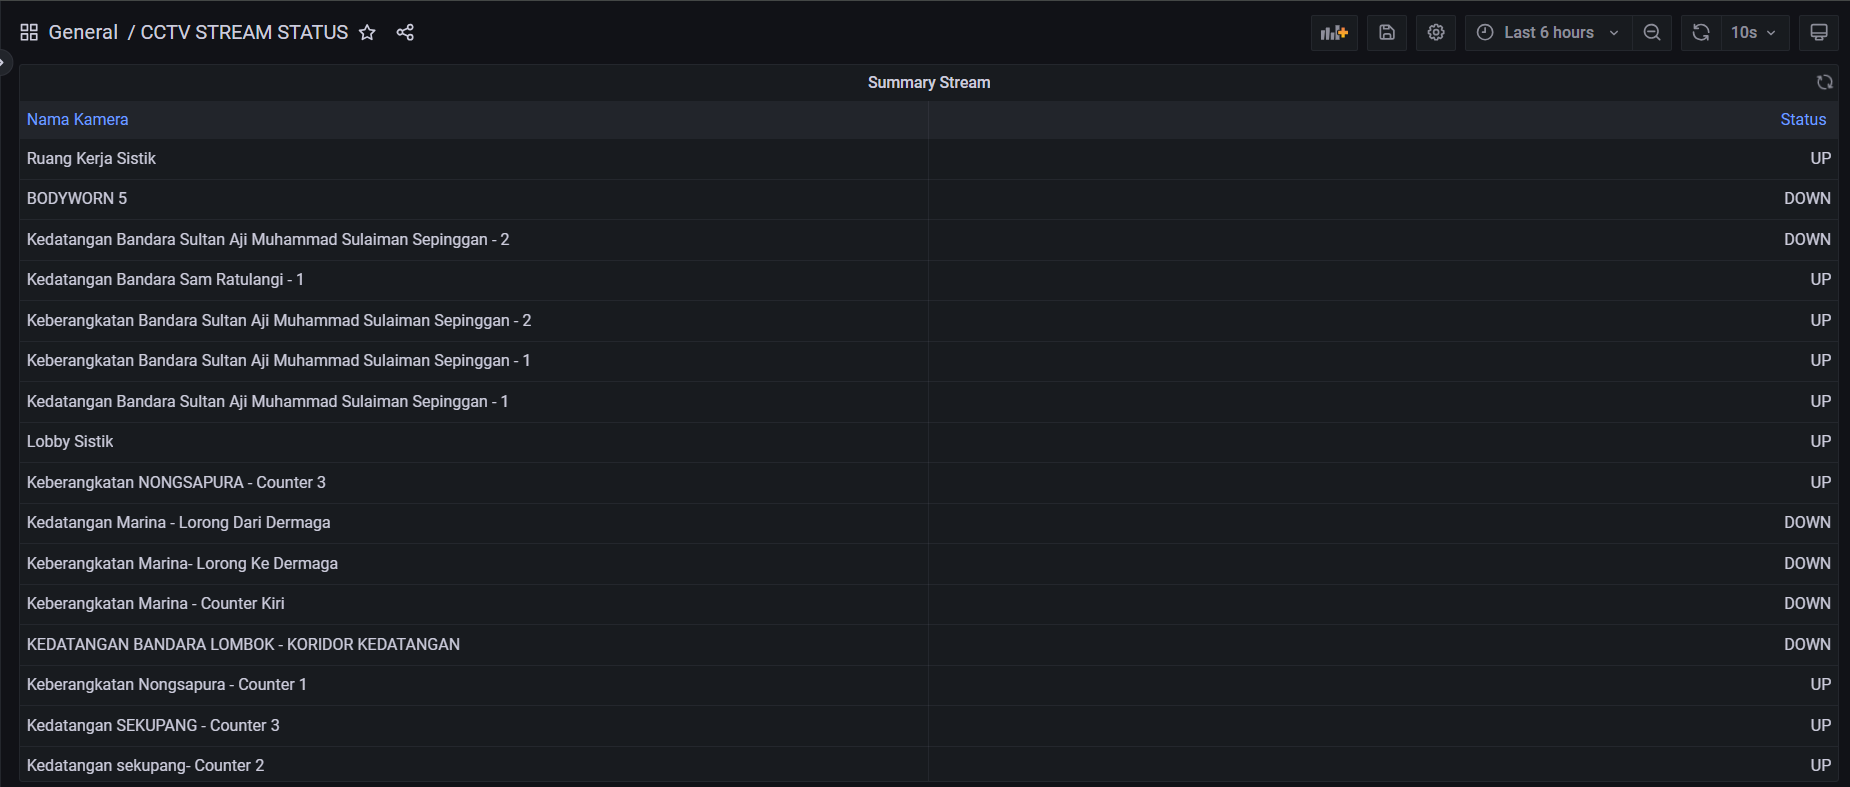 General / CCTV STREAM STATUS
Last 6 hours
10s
Summary Stream
Nama Kamera Status
Ruang Kerja Sistik UP
BODYWORN 5 DOWN
Kedatangan Bandara Sultan Aji Muhammad Sulaiman Sepinggan - 2 DOWN
Kedatangan Bandara Sam Ratulangi - 1 UP
Keberangkatan Bandara Sultan Aji Muhammad Sulaiman Sepinggan - 2 UP
Keberangkatan Bandara Sultan Aji Muhammad Sulaiman Sepinggan - 1 UP
Kedatangan Bandara Sultan Aji Muhammad Sulaiman Sepinggan - 1 UP
Lobby Sistik UP
Keberangkatan NONGSAPURA - Counter 3 UP
Kedatangan Marina - Lorong Dari Dermaga DOWN
Keberangkatan Marina- Lorong Ke Dermaga DOWN
Keberangkatan Marina - Counter Kiri DOWN
KEDATANGAN BANDARA LOMBOK - KORIDOR KEDATANGAN DOWN
Keberangkatan Nongsapura - Counter 1 UP
Kedatangan SEKUPANG - Counter 3 UP
Kedatangan sekupang- Counter 2 UP